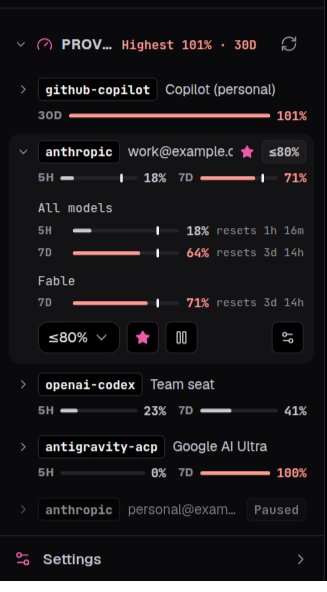 PROV... Highest 101% · 30D
github-copilot Copilot (personal)
30D 101%
anthropic work@example.c ≤80%
5H 18% 7D 71%
All models
5H 18% resets 1h 16m
7D 64% resets 3d 14h
Fable
7D 71% resets 3d 14h
≤80%
openai-codex Team seat
5H 23% 7D 41%
antigravity-acp Google AI Ultra
5H 0% 7D 100%
anthropic personal@exam... Paused
Settings